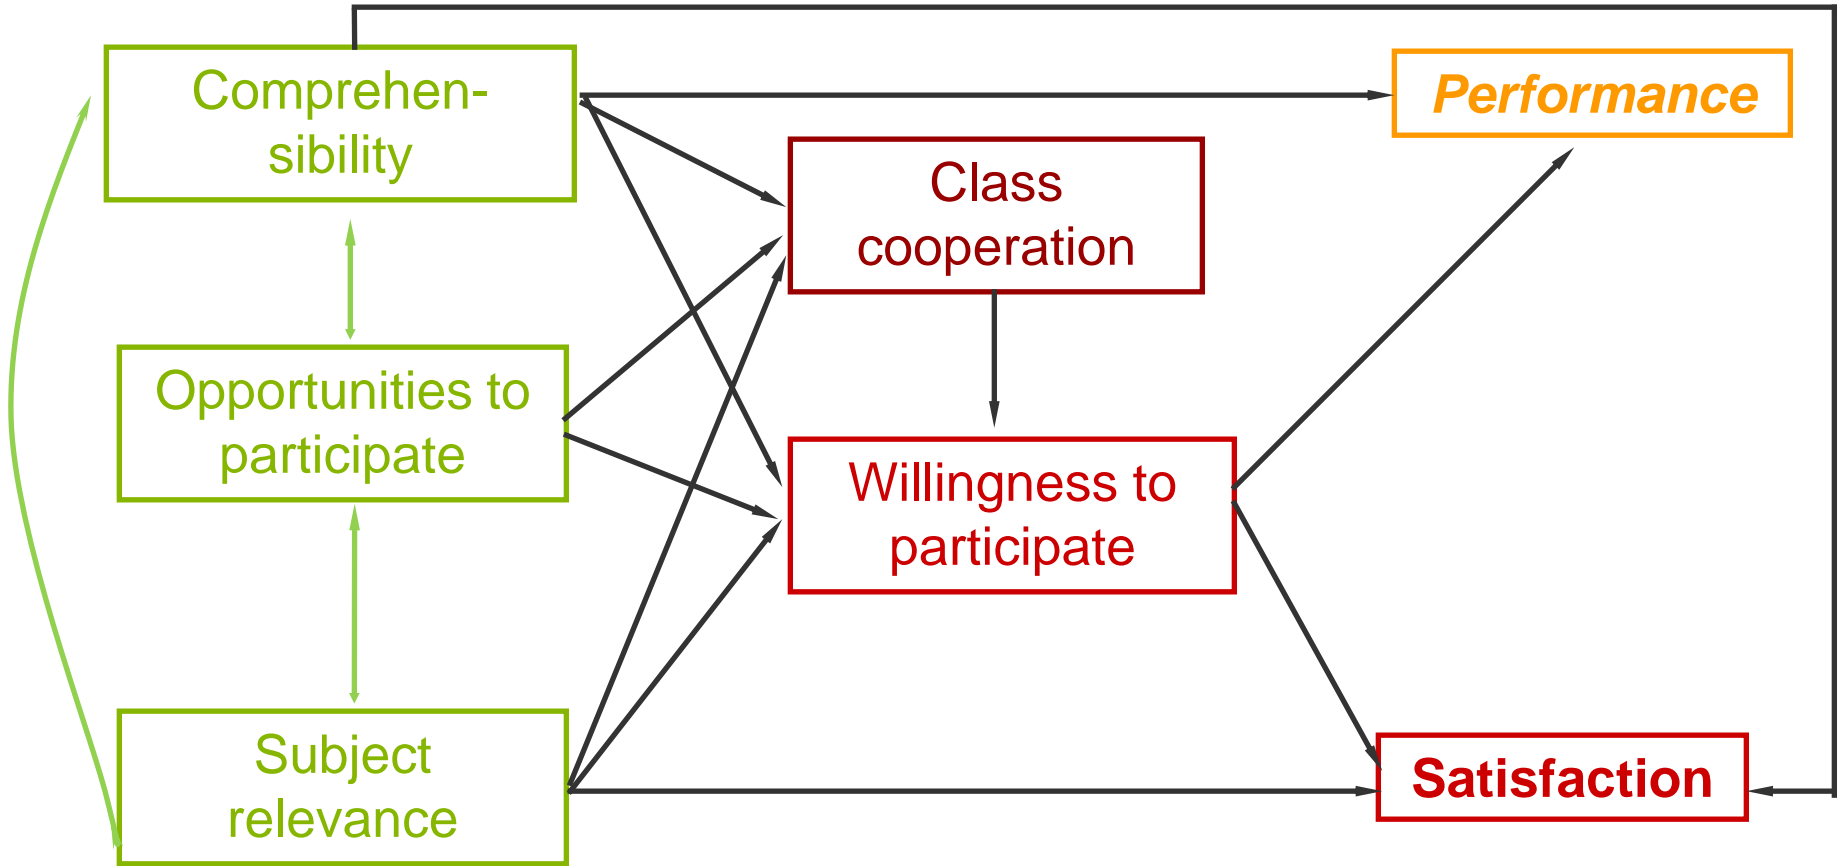 Comprehen-
sibility
Performance
Class
cooperation
Opportunities to
participate
Willingness to
participate
Subject
relevance
Satisfaction